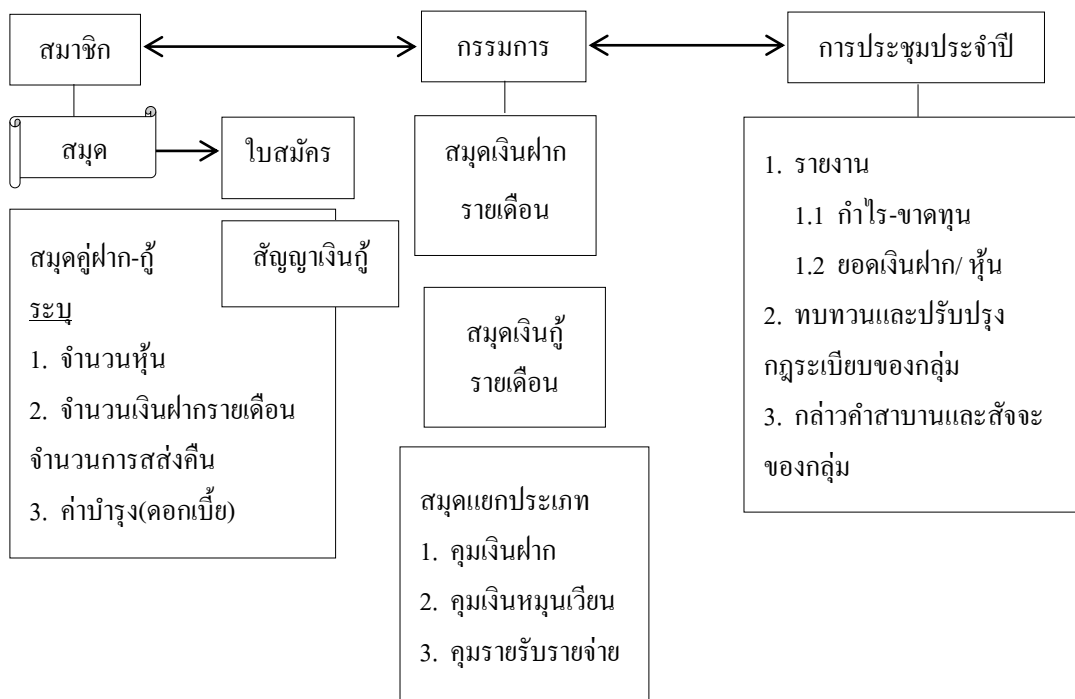 สมาชิก
กรรมการ
การประชุมประจำปี
สมุด
ใบสมัคร
สมุดคู่ฝาก-กู้
ระบุ
1. จำนวนหุ้น
2. จำนวนเงินฝากรายเดือน
จำนวนการสส่งคืน
3. ค่าบำรุง(ดอกเบี้ย)
สัญญาเงินกู้
สมุดเงินฝาก
รายเดือน
สมุดเงินกู้
รายเดือน
สมุดแยกประเภท
1. คุมเงินฝาก
2. คุมเงินหมุนเวียน
3. คุมรายรับรายจ่าย
1. รายงาน
1.1 กำไร-ขาดทุน
1.2 ยอดเงินฝาก/ หุ้น
2. ทบทวนและปรับปรุง
กฎระเบียบของกลุ่ม
3. กล่าวคำสาบานและสัจจะ
ของกลุ่ม